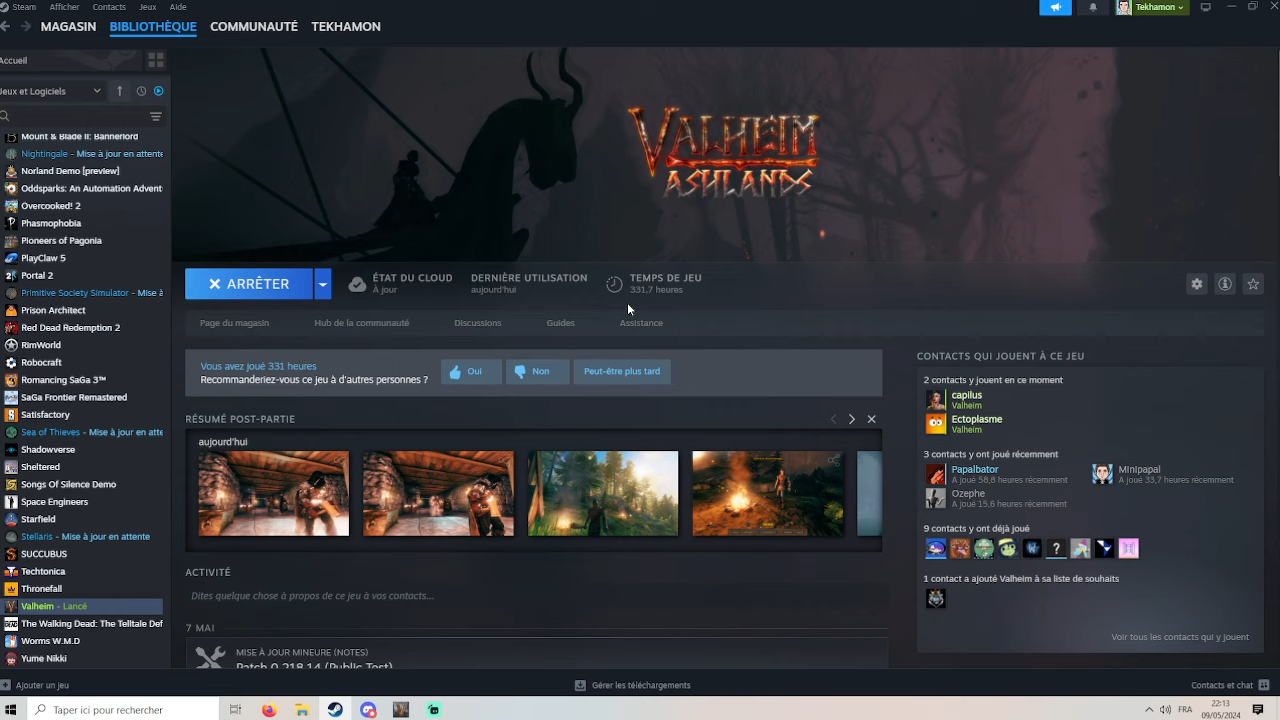 Steam Afficher Contacts Jeux Aide
Tekhamon
MAGASIN BIBLIOTHÈQUE COMMUNAUTÉ TEKHAMON
Accueil
Jeux et Logiciels
Mount & Blade II: Bannerlord
Nightingale - Mise à jour en attente
Norland Demo [preview]
Oddsparks: An Automation Advent
Overcooked! 2
Phasmophobia
Pioneers of Pagonia
PlayClaw 5
Portal 2
Primitive Society Simulator - Mise à
Prison Architect
Red Dead Redemption 2
RimWorld
Robocraft
Romancing SaGa 3™
SaGa Frontier Remastered
Satisfactory
Sea of Thieves - Mise à jour en atte
Shadowverse
Sheltered
Songs Of Silence Demo
Space Engineers
Starfield
Stellaris - Mise à jour en attente
SUCCUBUS
Techtonica
Thronefall
Valheim - Lancé
The Walking Dead: The Telltale Def
Worms W.M.D
Yume Nikki
VALHEIM
ASHLANDS
ARRÊTER
ÉTAT DU CLOUD
À jour
DERNIÈRE UTILISATION
aujourd'hui
TEMPS DE JEU
331,7 heures
Page du magasin Hub de la communauté Discussions Guides Assistance
Vous avez joué 331 heures
Recommanderiez-vous ce jeu à d'autres personnes ?
Oui Non Peut-être plus tard
RÉSUMÉ POST-PARTIE
aujourd'hui
ACTIVITÉ
Dites quelque chose à propos de ce jeu à vos contacts...
7 MAI
MISE À JOUR MINEURE (NOTES)
Patch 0.218.14 (Public Test)
CONTACTS QUI JOUENT À CE JEU
2 contacts y jouent en ce moment
capilus
Valheim
Ectoplasme
Valheim
3 contacts y ont joué récemment
Papalbator
A joué 58,8 heures récemment
Minipapal
A joué 33,7 heures récemment
Ozephe
A joué 15,6 heures récemment
9 contacts y ont déjà joué
?
1 contact a ajouté Valheim à sa liste de souhaits
Voir tous les contacts qui y jouent
Ajouter un jeu
Gérer les téléchargements
Contacts et chat
Taper ici pour rechercher
FRA
22:13
09/05/2024